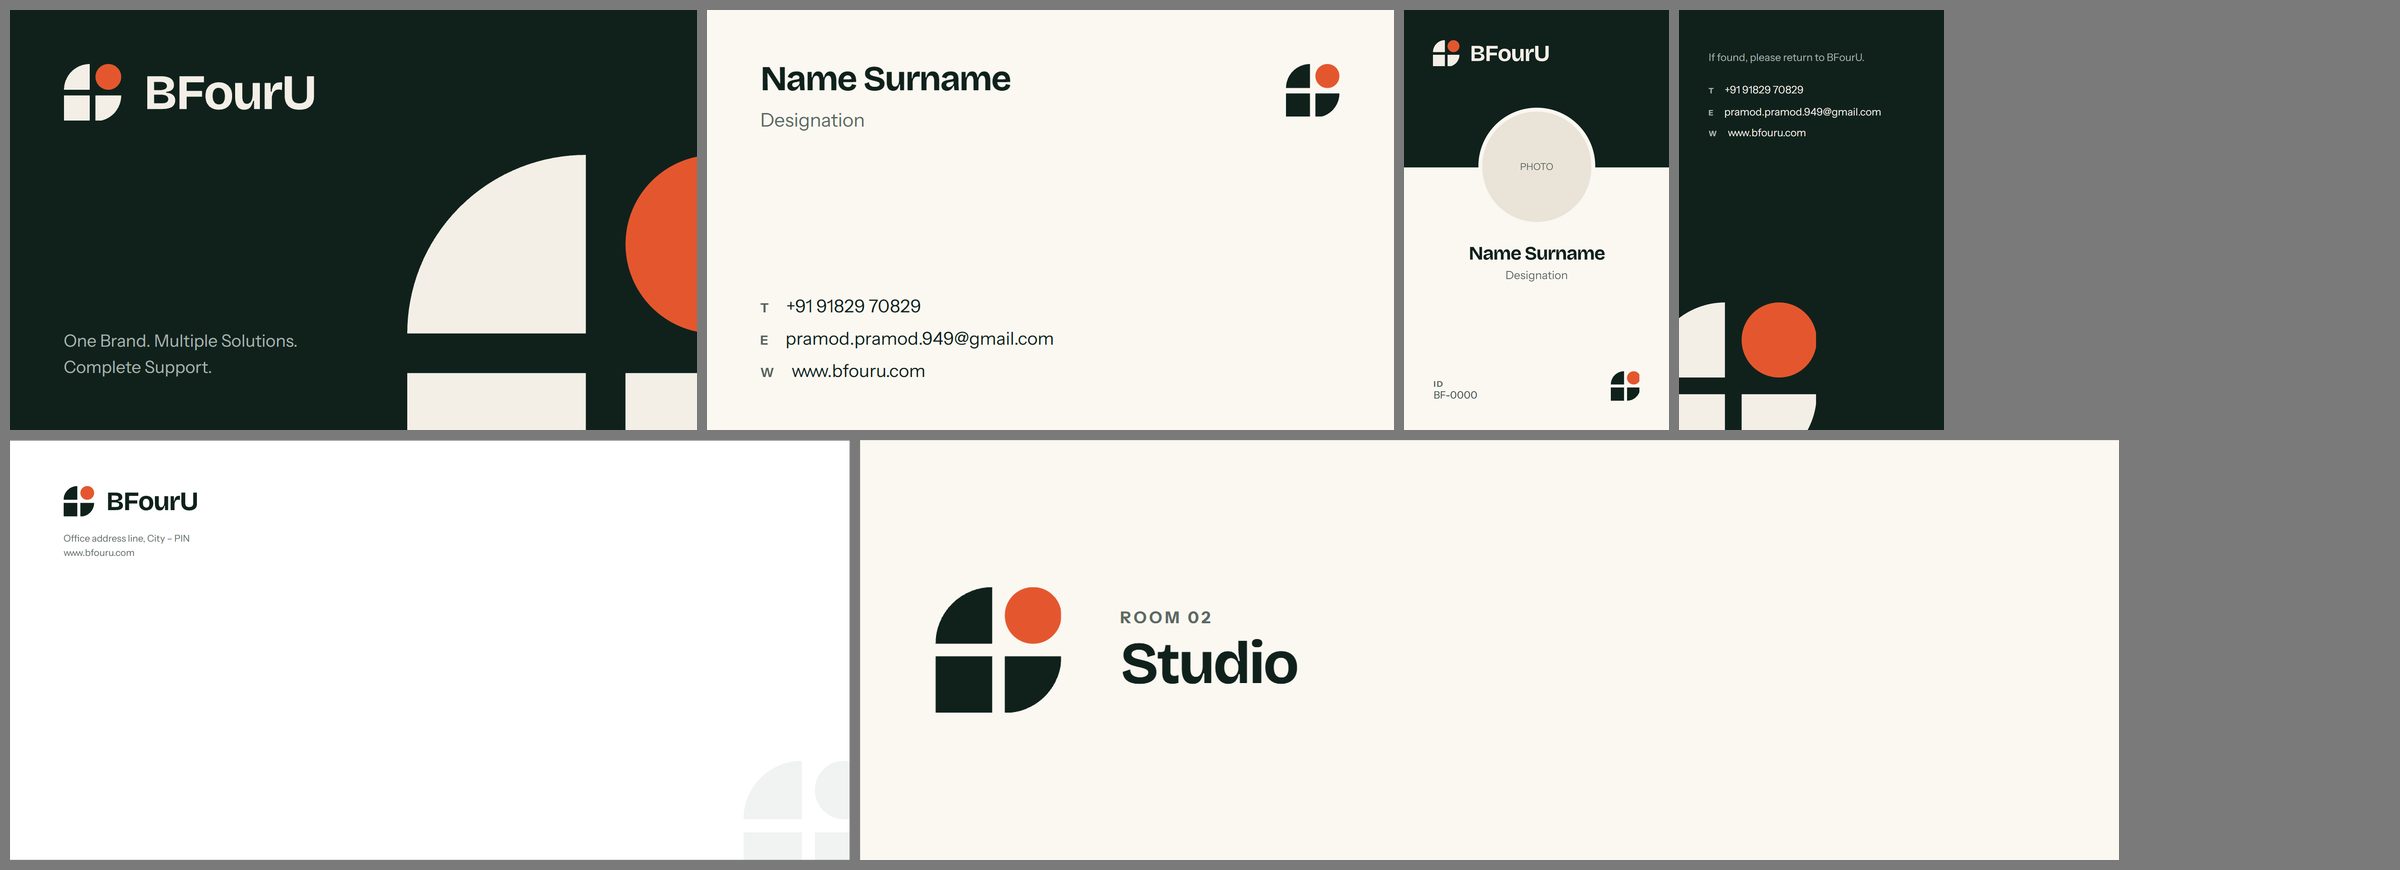 BFourU
One Brand. Multiple Solutions.
Complete Support.
Name Surname
Designation
T +91 91829 70829
E pramod.pramod.949@gmail.com
W www.bfouru.com
BFourU
PHOTO
Name Surname
Designation
ID
BF-0000
If found, please return to BFourU.
T +91 91829 70829
E pramod.pramod.949@gmail.com
W www.bfouru.com
BFourU
Office address line, City – PIN
www.bfouru.com
ROOM 02
Studio